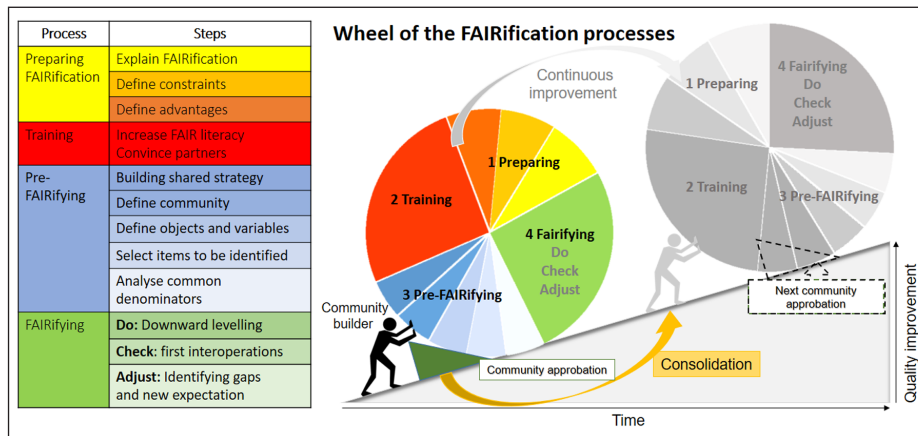 Process Steps
Preparing FAIRification
Explain FAIRification
Define constraints
Define advantages
Training
Increase FAIR literacy
Convince partners
Pre-
FAIRifying
Building shared strategy
Define community
Define objects and variables
Select items to be identified
Analyse common
denominators
FAIRifying
Do: Downward levelling
Check: first interoperations
Adjust: Identifying gaps
and new expectation
Wheel of the FAIRification processes
Continuous
improvement
1 Preparing
2 Training
3 Pre-FAIRifying
4 Fairifying
Do
Check
Adjust
Community
builder
Community approbation
Consolidation
1 Preparing
4 Fairifying
Do
Check
Adjust
2 Training
3 Pre-FAIRifying
Next community
approbation
Time
Quality improvement